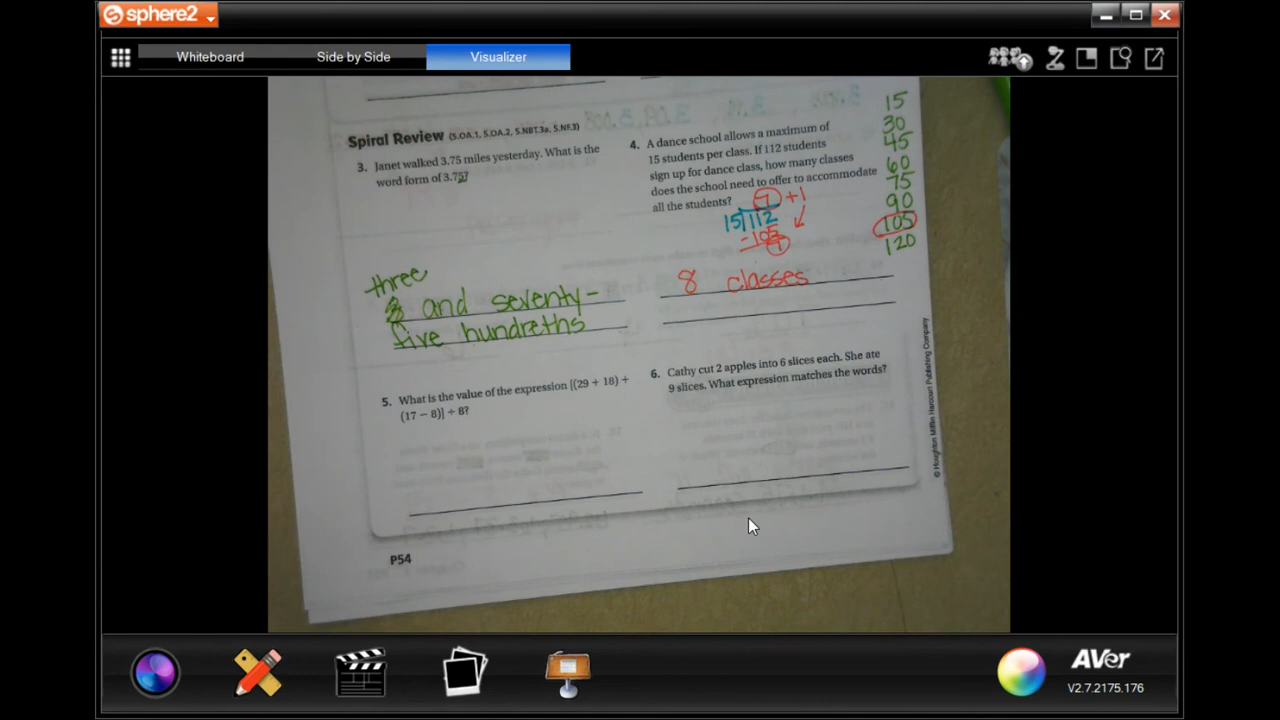 sphere2
Whiteboard
Side by Side
Visualizer
Spiral Review (5.OA.1, 5.OA.2, 5.NBT.3a, 5.NF.3)
3. Janet walked 3.75 miles yesterday. What is the
word form of 3.75?
three
and seventy-
five hundreths
4. A dance school allows a maximum of
15 students per class. If 112 students
sign up for dance class, how many classes
does the school need to offer to accommodate
all the students?
7 +1
15 112
-105
7
8 classes
15
30
45
60
75
90
105
120
5. What is the value of the expression [(29 + 18) +
(17 − 8)] ÷ 8?
6. Cathy cut 2 apples into 6 slices each. She ate
9 slices. What expression matches the words?
© Houghton Mifflin Harcourt Publishing Company
P54
AVer
V2.7.2175.176